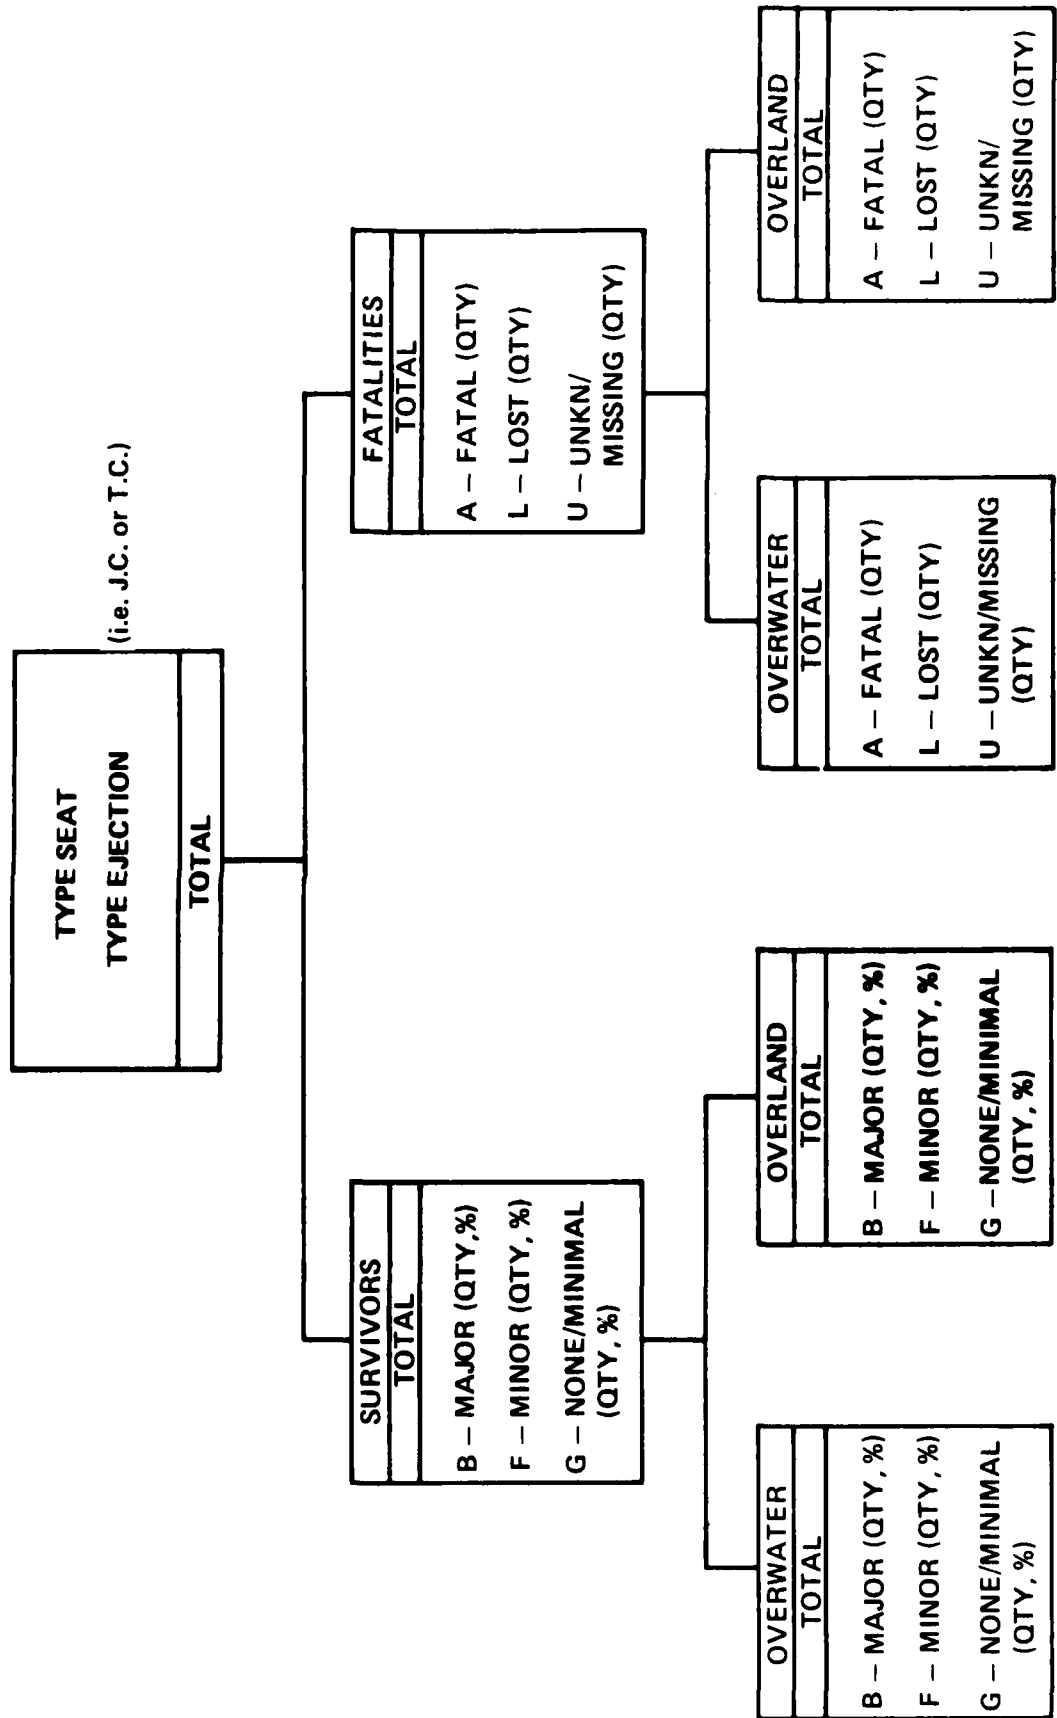 TYPE SEAT
TYPE EJECTION
(i.e. J.C. or T.C.)
TOTAL
SURVIVORS
TOTAL
B – MAJOR (QTY,%)
F – MINOR (QTY, %)
G – NONE/MINIMAL
(QTY, %)
FATALITIES
TOTAL
A – FATAL (QTY)
L – LOST (QTY)
U – UNKN/
MISSING (QTY)
OVERWATER
TOTAL
B – MAJOR (QTY, %)
F – MINOR (QTY, %)
G – NONE/MINIMAL
(QTY, %)
OVERLAND
TOTAL
B – MAJOR (QTY, %)
F – MINOR (QTY, %)
G – NONE/MINIMAL
(QTY, %)
OVERWATER
TOTAL
A – FATAL (QTY)
L – LOST (QTY)
U – UNKN/MISSING
(QTY)
OVERLAND
TOTAL
A – FATAL (QTY)
L – LOST (QTY)
U – UNKN/
MISSING (QTY)